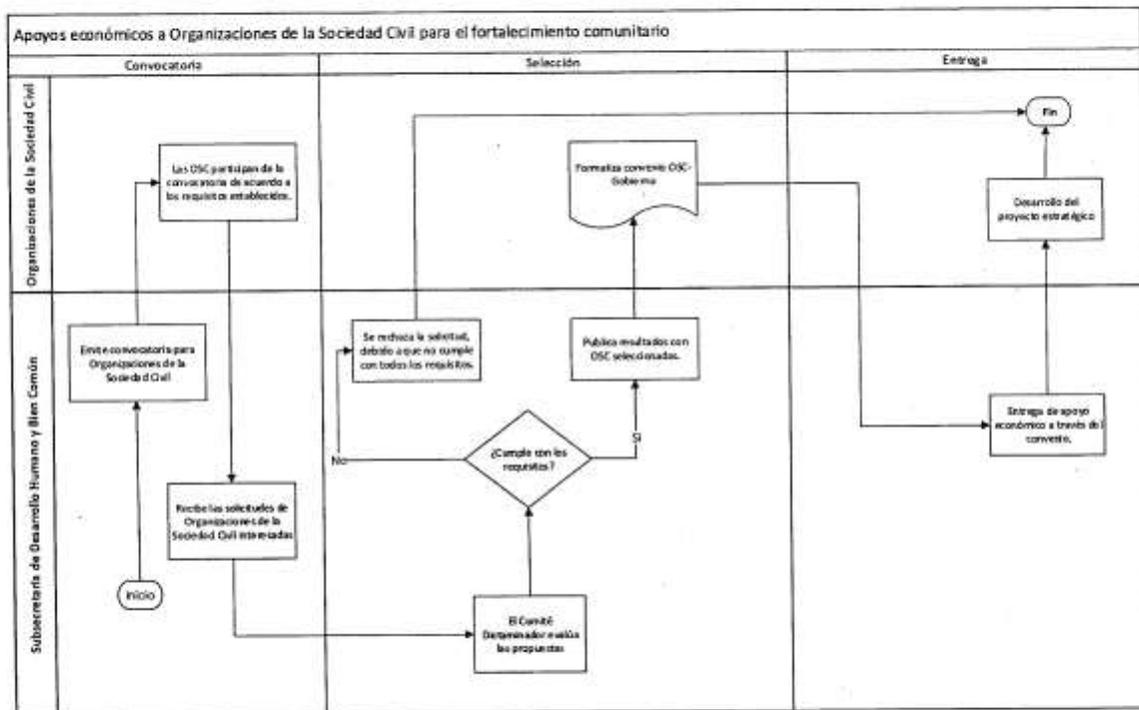 Apoyos económicos a Organizaciones de la Sociedad Civil para el fortalecimiento comunitario
Convocatoria
Selección
Entrega
Organizaciones de la Sociedad Civil
Las OSC participan de la
convocatoria de acuerdo a
los requisitos establecidos.
Formaliza convenio OSC-
Gobierno
Fin
Desarrollo del
proyecto estratégico
Subsecretaría de Desarrollo Humano y Bien Común
Emite convocatoria para
Organizaciones de la
Sociedad Civil
Se rechaza la solicitud,
debido a que no cumple
con todos los requisitos.
Publica resultados con
OSC seleccionadas.
Entrega de apoyo
económico a través del
convenio.
No
¿Cumple con los
requisitos?
Si
Recibe las solicitudes de
Organizaciones de la
Sociedad Civil interesadas
Inicio
El Comité
Dictaminador evalúa
las propuestas